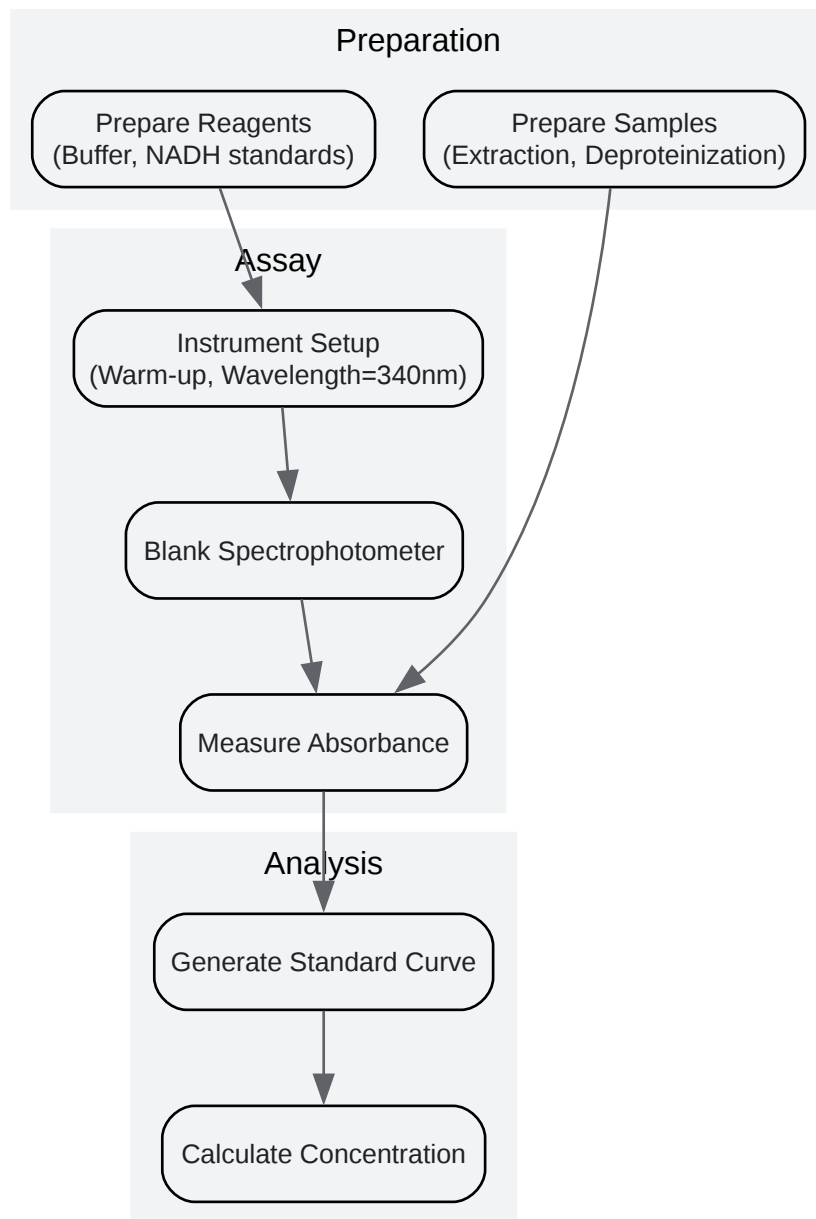 Preparation
Prepare Reagents
(Buffer, NADH standards)
Prepare Samples
(Extraction, Deproteinization)
Assay
Instrument Setup
(Warm-up, Wavelength=340nm)
Blank Spectrophotometer
Measure Absorbance
Analysis
Generate Standard Curve
Calculate Concentration